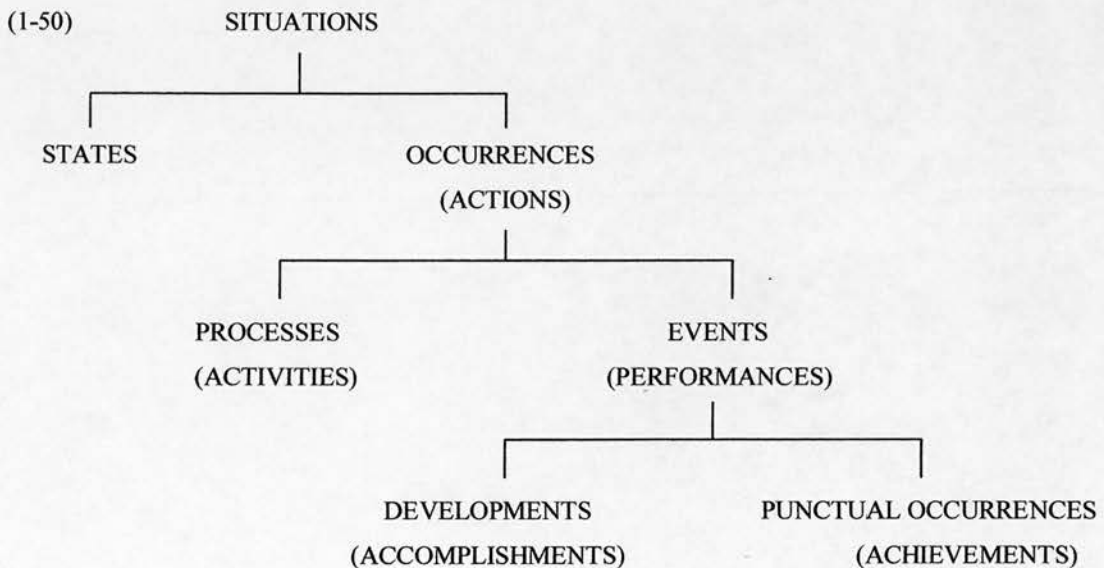 (1-50) SITUATIONS
STATES OCCURRENCES
(ACTIONS)
PROCESSES EVENTS
(ACTIVITIES) (PERFORMANCES)
DEVELOPMENTS PUNCTUAL OCCURRENCES
(ACCOMPLISHMENTS) (ACHIEVEMENTS)